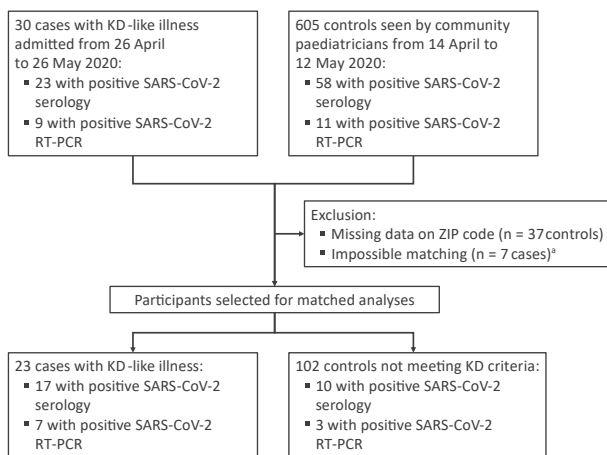 30 cases with KD-like illness
admitted from 26 April
to 26 May 2020:
▪ 23 with positive SARS-CoV-2
serology
▪ 9 with positive SARS-CoV-2
RT-PCR
605 controls seen by community
paediatricians from 14 April to
12 May 2020:
▪ 58 with positive SARS-CoV-2
serology
▪ 11 with positive SARS-CoV-2
RT-PCR
Exclusion:
▪ Missing data on ZIP code (n = 37 controls)
▪ Impossible matching (n = 7 cases)ᵃ
Participants selected for matched analyses
23 cases with KD-like illness:
▪ 17 with positive SARS-CoV-2
serology
▪ 7 with positive SARS-CoV-2
RT-PCR
102 controls not meeting KD criteria:
▪ 10 with positive SARS-CoV-2
serology
▪ 3 with positive SARS-CoV-2
RT-PCR